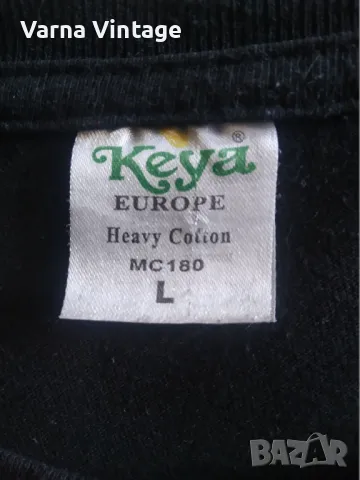 Varna Vintage
Keya®
EUROPE
Heavy Cotton
MC180
L
BAZAR